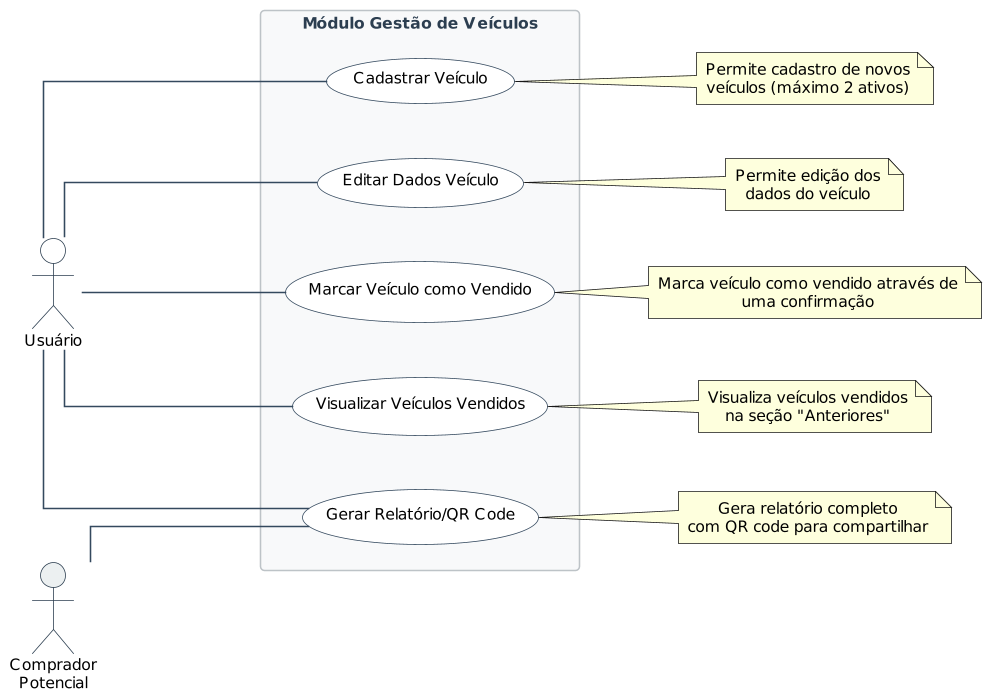 Módulo Gestão de Veículos
Cadastrar Veículo
Permite cadastro de novos
veículos (máximo 2 ativos)
Editar Dados Veículo
Permite edição dos
dados do veículo
Marcar Veículo como Vendido
Marca veículo como vendido através de
uma confirmação
Usuário
Visualizar Veículos Vendidos
Visualiza veículos vendidos
na seção "Anteriores"
Gerar Relatório/QR Code
Gera relatório completo
com QR code para compartilhar
Comprador
Potencial